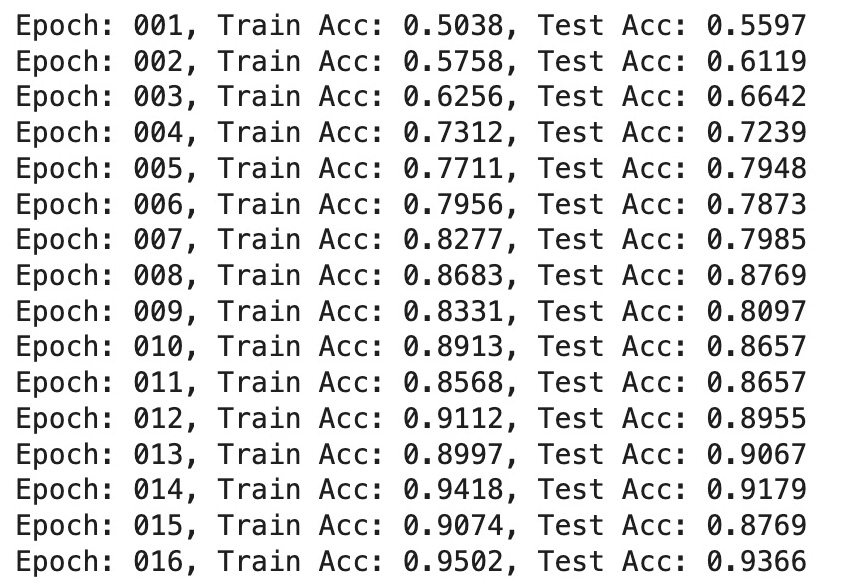 Epoch: 001, Train Acc: 0.5038, Test Acc: 0.5597
Epoch: 002, Train Acc: 0.5758, Test Acc: 0.6119
Epoch: 003, Train Acc: 0.6256, Test Acc: 0.6642
Epoch: 004, Train Acc: 0.7312, Test Acc: 0.7239
Epoch: 005, Train Acc: 0.7711, Test Acc: 0.7948
Epoch: 006, Train Acc: 0.7956, Test Acc: 0.7873
Epoch: 007, Train Acc: 0.8277, Test Acc: 0.7985
Epoch: 008, Train Acc: 0.8683, Test Acc: 0.8769
Epoch: 009, Train Acc: 0.8331, Test Acc: 0.8097
Epoch: 010, Train Acc: 0.8913, Test Acc: 0.8657
Epoch: 011, Train Acc: 0.8568, Test Acc: 0.8657
Epoch: 012, Train Acc: 0.9112, Test Acc: 0.8955
Epoch: 013, Train Acc: 0.8997, Test Acc: 0.9067
Epoch: 014, Train Acc: 0.9418, Test Acc: 0.9179
Epoch: 015, Train Acc: 0.9074, Test Acc: 0.8769
Epoch: 016, Train Acc: 0.9502, Test Acc: 0.9366